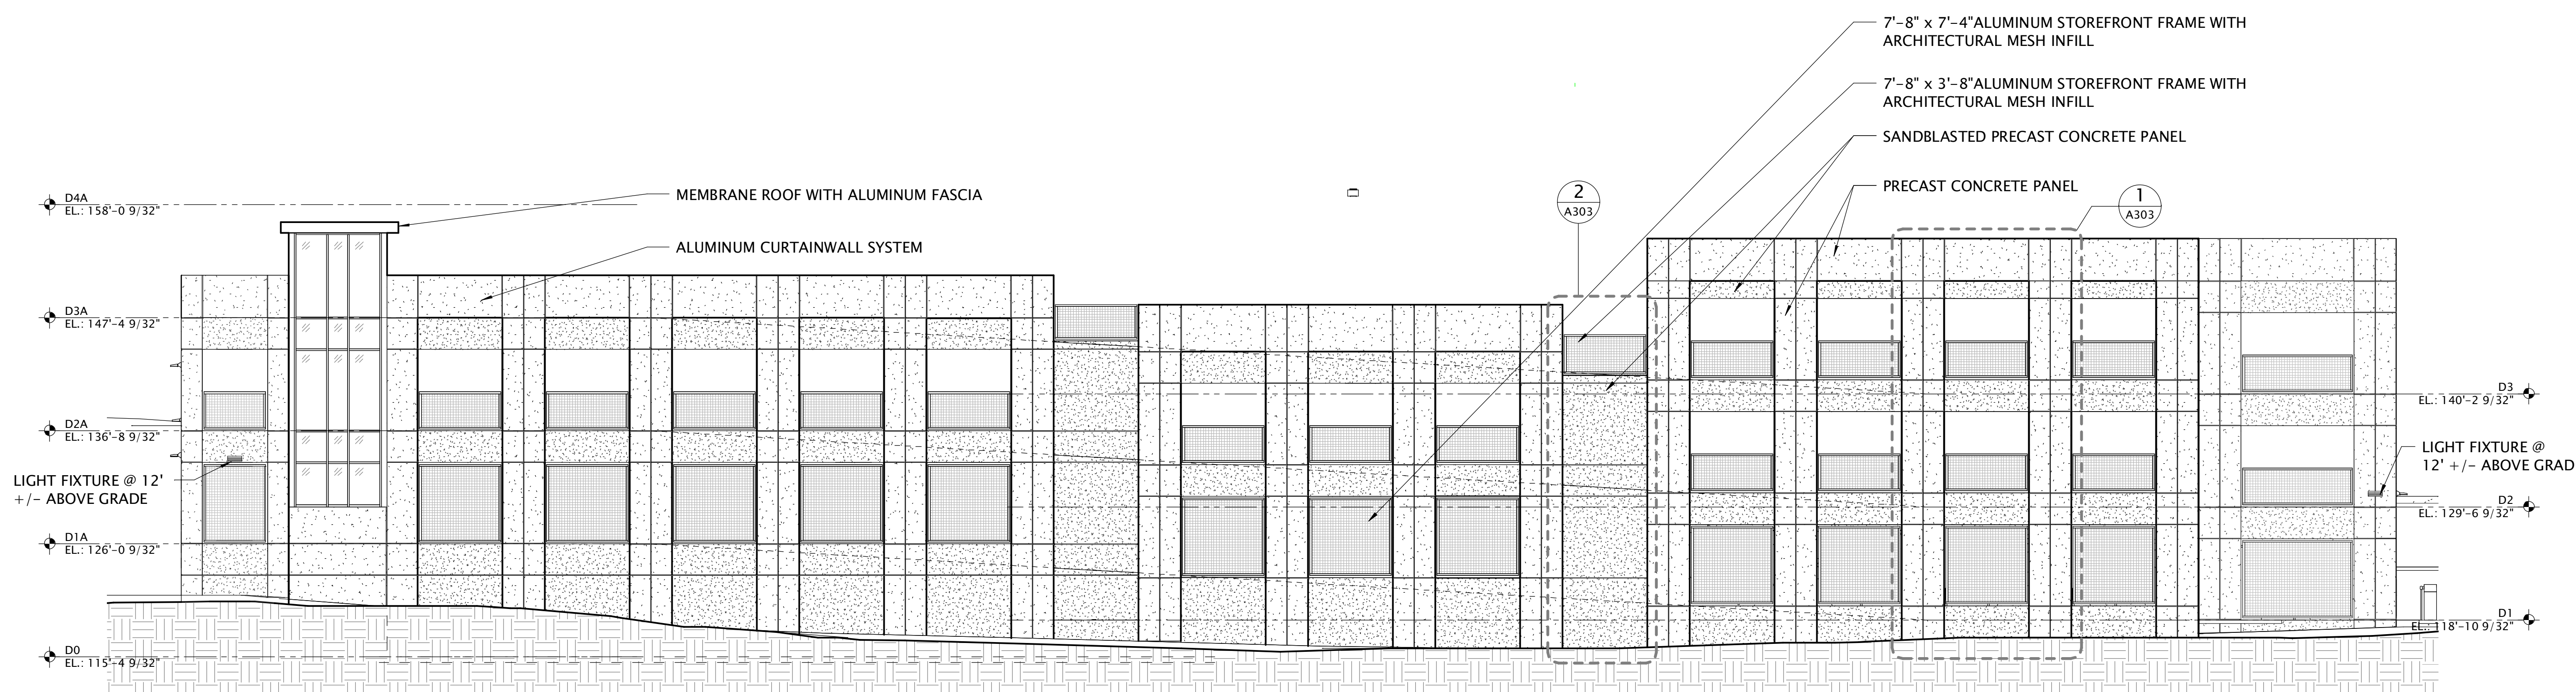 7'-8" x 7'-4"ALUMINUM STOREFRONT FRAME WITH
ARCHITECTURAL MESH INFILL
7'-8" x 3'-8"ALUMINUM STOREFRONT FRAME WITH
ARCHITECTURAL MESH INFILL
SANDBLASTED PRECAST CONCRETE PANEL
PRECAST CONCRETE PANEL
1
A303
2
A303
MEMBRANE ROOF WITH ALUMINUM FASCIA
ALUMINUM CURTAINWALL SYSTEM
D4A
EL.: 158'-0 9/32"
D3A
EL.: 147'-4 9/32"
D2A
EL.: 136'-8 9/32"
LIGHT FIXTURE @ 12'
+/- ABOVE GRADE
D1A
EL.: 126'-0 9/32"
D0
EL.: 115'-4 9/32"
D3
EL.: 140'-2 9/32"
LIGHT FIXTURE @
12' +/- ABOVE GRAD
D2
EL.: 129'-6 9/32"
D1
EL.: 118'-10 9/32"